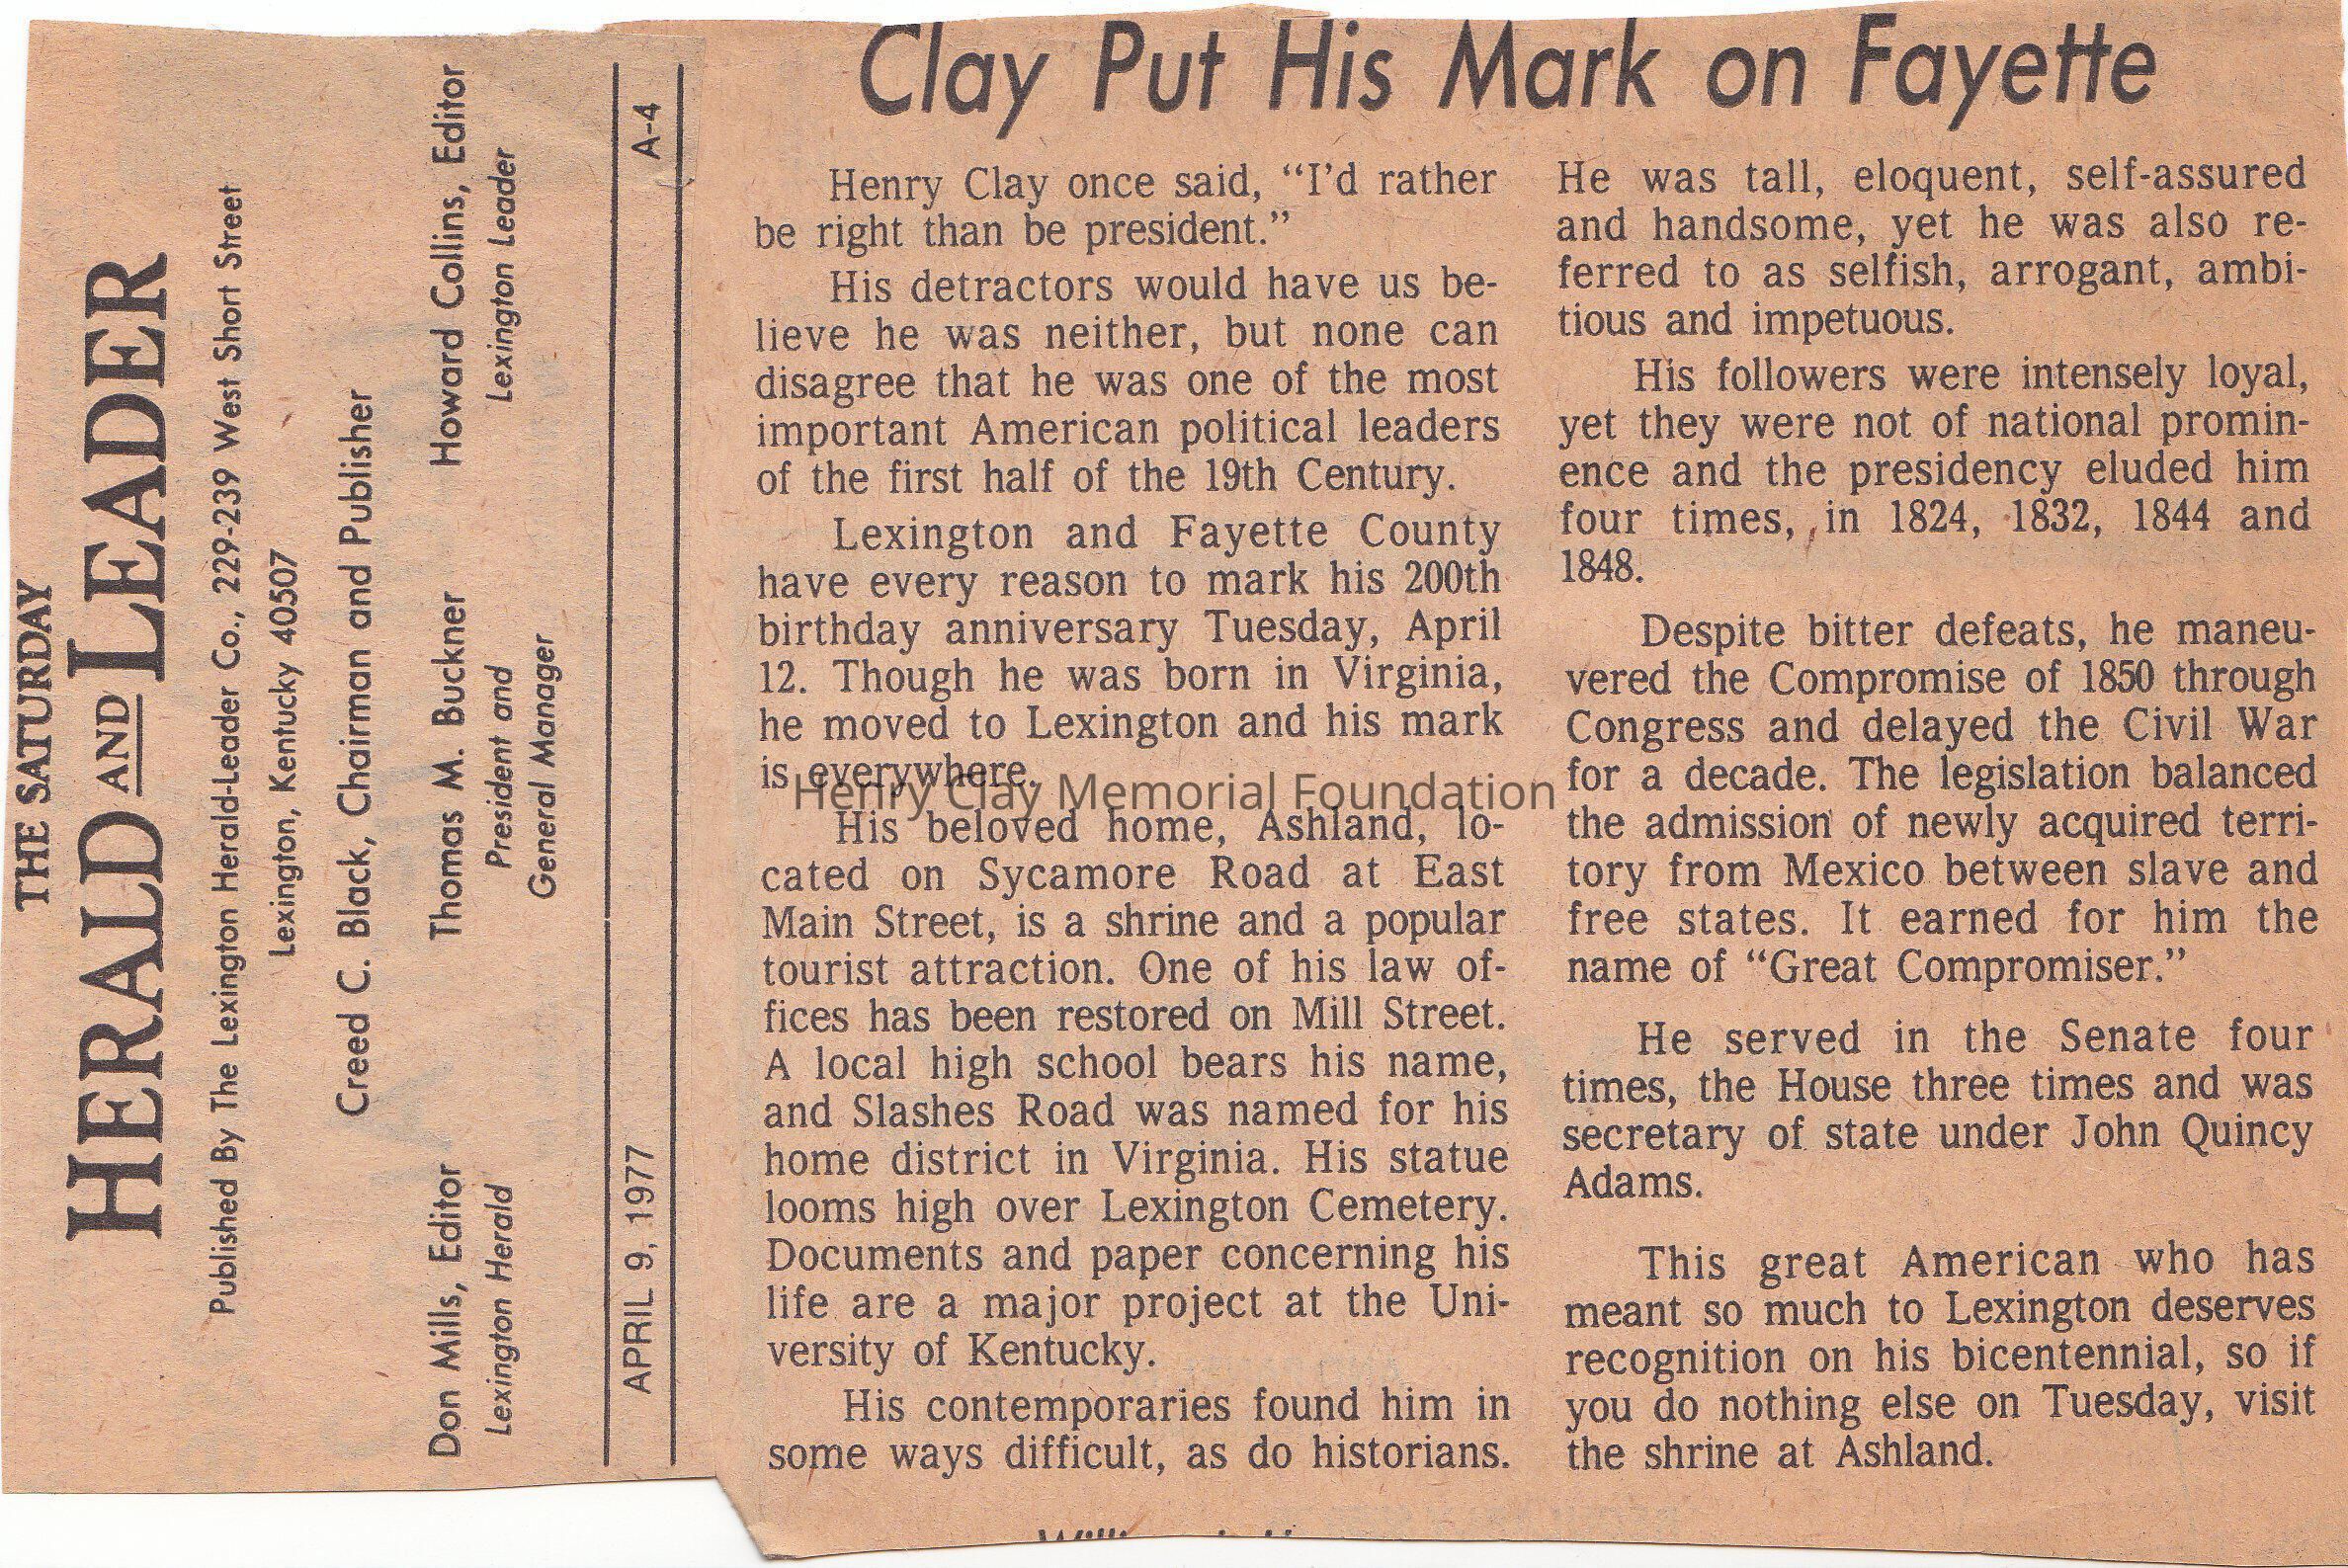 THE SATURDAY
HERALD AND LEADER
Published By The Lexington Herald-Leader Co., 229-239 West Short Street
Lexington, Kentucky 40507
Creed C. Black, Chairman and Publisher
Don Mills, Editor
Lexington Herald
Thomas M. Buckner
President and
General Manager
Howard Collins, Editor
Lexington Leader
APRIL 9, 1977
A-4
Clay Put His Mark on Fayette
Henry Clay once said, “I’d rather
be right than be president.”
His detractors would have us be-
lieve he was neither, but none can
disagree that he was one of the most
important American political leaders
of the first half of the 19th Century.
Lexington and Fayette County
have every reason to mark his 200th
birthday anniversary Tuesday, April
12. Though he was born in Virginia,
he moved to Lexington and his mark
is everywhere.
Henry Clay Memorial Foundation
His beloved home, Ashland, lo-
cated on Sycamore Road at East
Main Street, is a shrine and a popular
tourist attraction. One of his law of-
fices has been restored on Mill Street.
A local high school bears his name,
and Slashes Road was named for his
home district in Virginia. His statue
looms high over Lexington Cemetery.
Documents and paper concerning his
life are a major project at the Uni-
versity of Kentucky.
His contemporaries found him in
some ways difficult, as do historians.
He was tall, eloquent, self-assured
and handsome, yet he was also re-
ferred to as selfish, arrogant, ambi-
tious and impetuous.
His followers were intensely loyal,
yet they were not of national promin-
ence and the presidency eluded him
four times, in 1824, 1832, 1844 and
1848.
Despite bitter defeats, he maneu-
vered the Compromise of 1850 through
Congress and delayed the Civil War
for a decade. The legislation balanced
the admission of newly acquired terri-
tory from Mexico between slave and
free states. It earned for him the
name of “Great Compromiser.”
He served in the Senate four
times, the House three times and was
secretary of state under John Quincy
Adams.
This great American who has
meant so much to Lexington deserves
recognition on his bicentennial, so if
you do nothing else on Tuesday, visit
the shrine at Ashland.